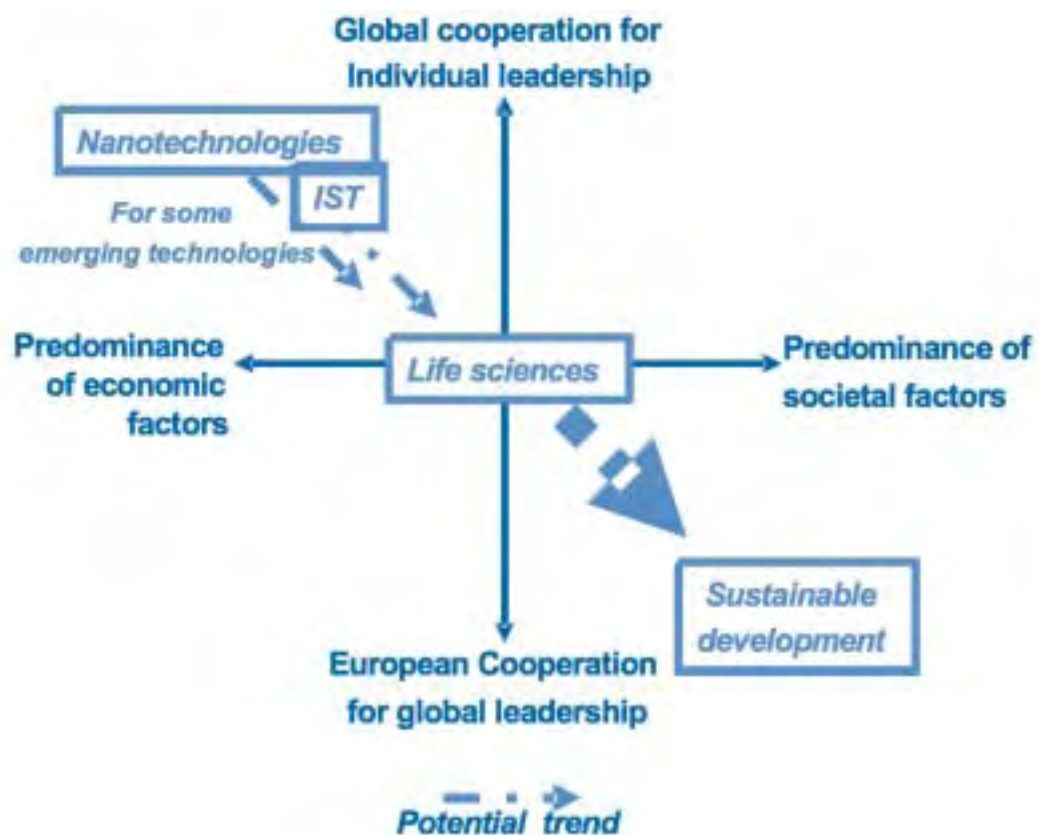 Global cooperation for
Individual leadership
Nanotechnologies
IST
For some
emerging technologies
Predominance
of economic
factors
Life sciences
Predominance of
societal factors
Sustainable
development
European Cooperation
for global leadership
Potential trend